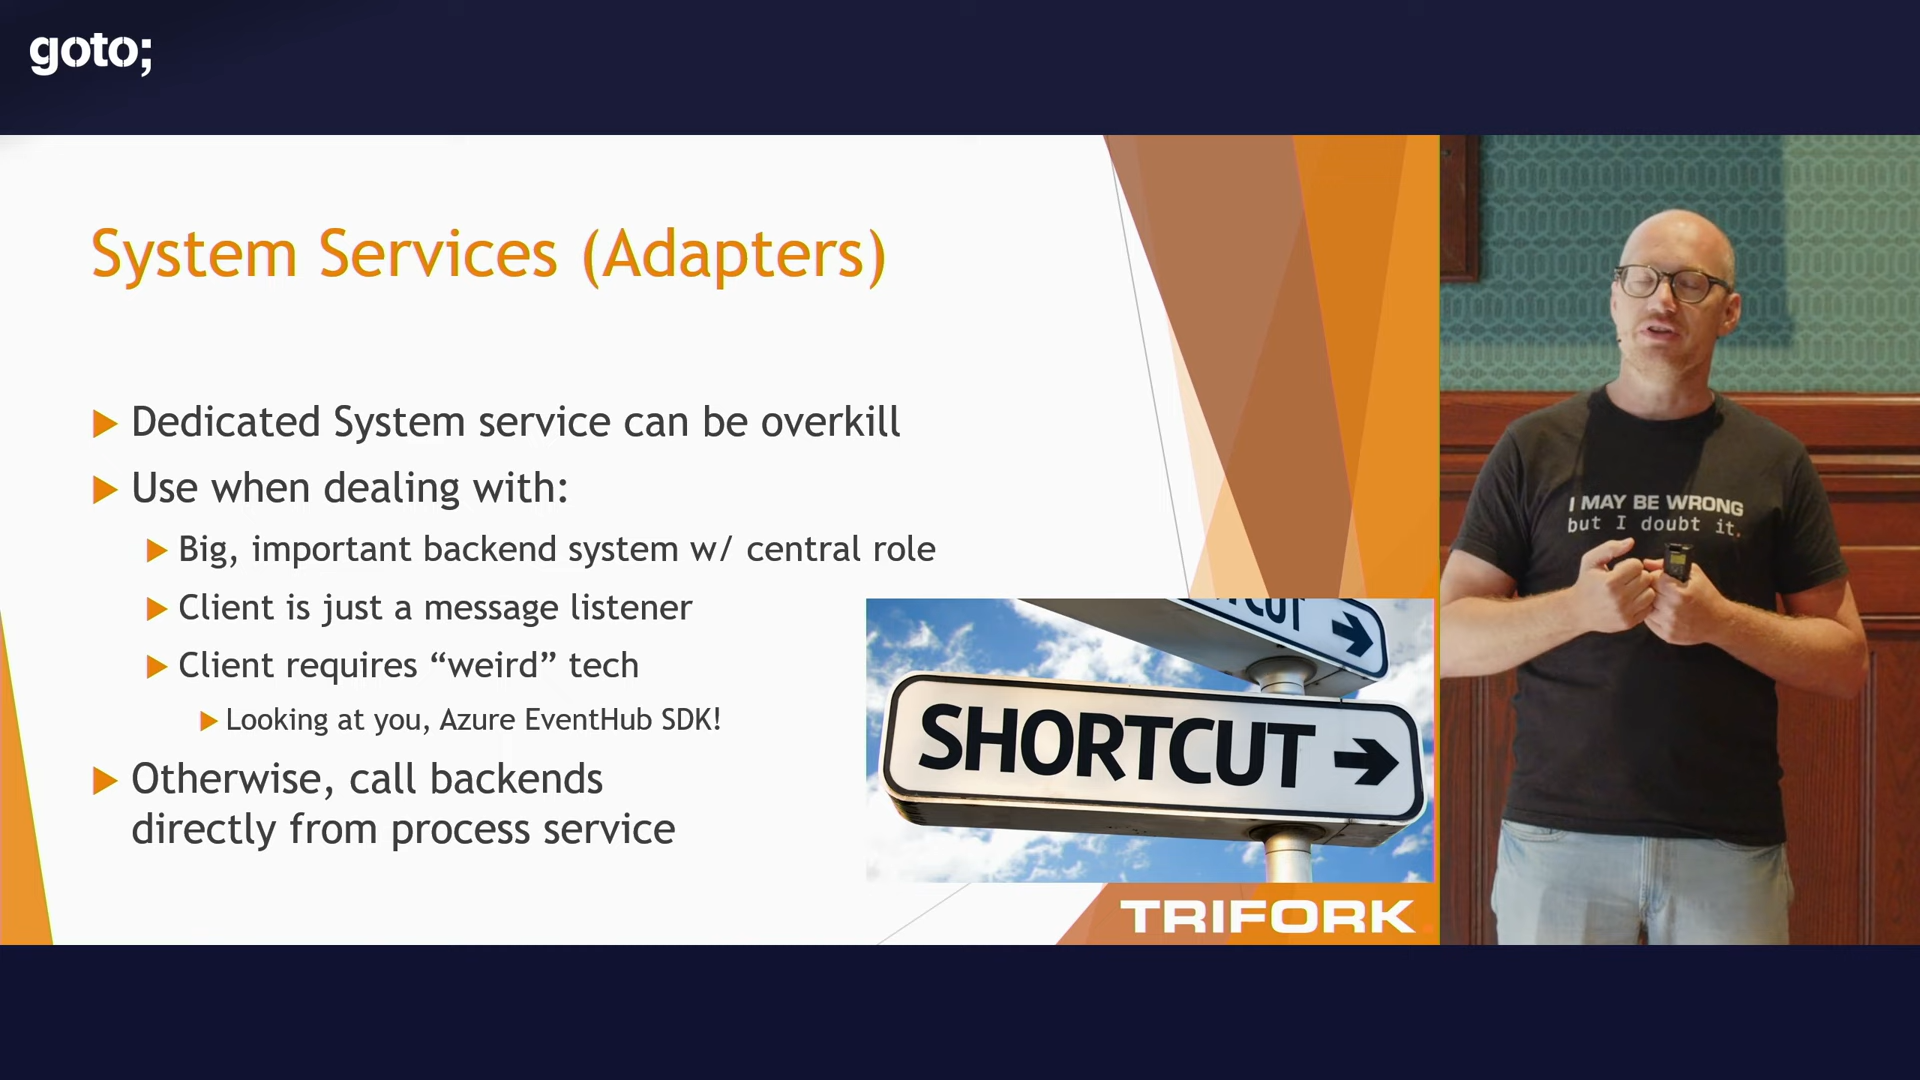 goto;
System Services (Adapters)
Dedicated System service can be overkill
Use when dealing with:
Big, important backend system w/ central role
Client is just a message listener
Client requires “weird” tech
Looking at you, Azure EventHub SDK!
Otherwise, call backends
directly from process service
SHORTCUT
TRIFORK.
I MAY BE WRONG
but I doubt it.